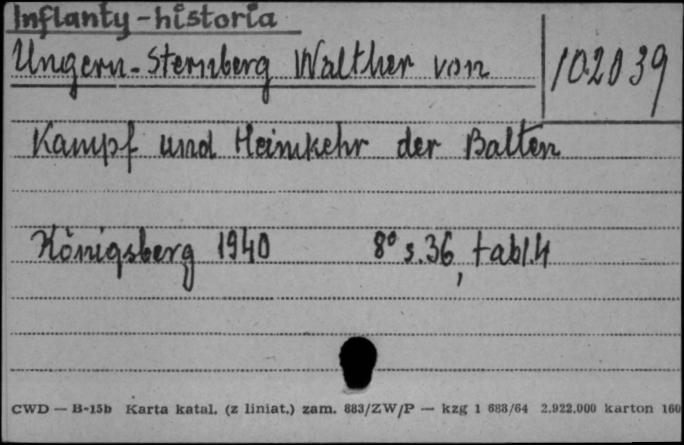 Inflanty - historia
Ungern-Sternberg Walther von
102039
Kampf und Heimkehr der Balten
Königsberg 1940 8° s.36, tabl.4
CWD — B-15b Karta katal. (z liniat.) zam. 883/ZW/P — kzg 1 688/64 2.922.000 karton 160